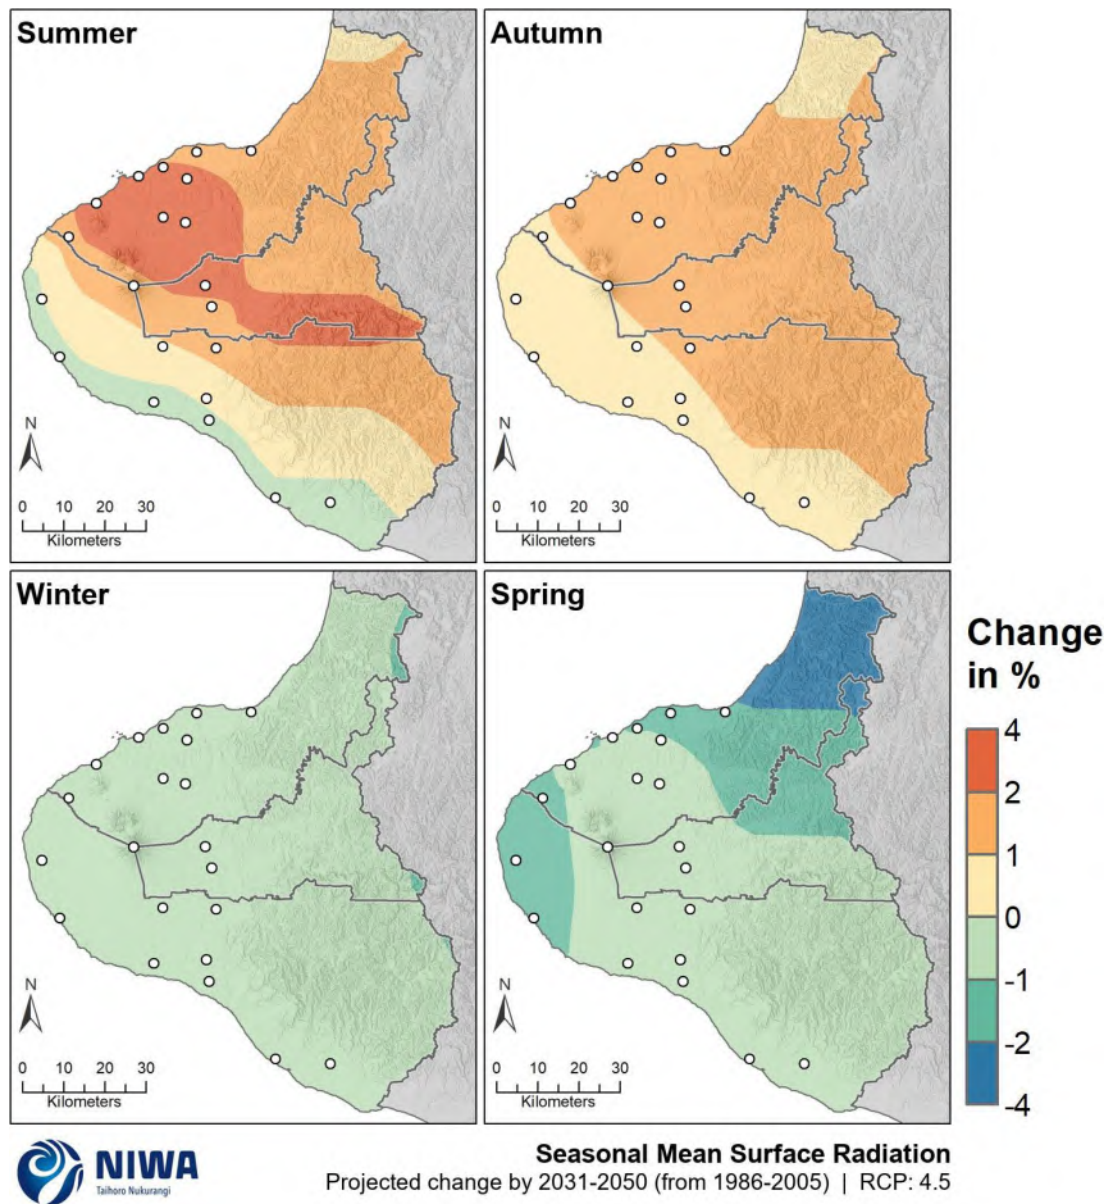 Summer
N
0 10 20 30
Kilometers
Autumn
N
0 10 20 30
Kilometers
Winter
N
0 10 20 30
Kilometers
Spring
N
0 10 20 30
Kilometers
Change
in %
4
2
1
0
-1
-2
-4
NIWA
Taihoro Nukurangi
Seasonal Mean Surface Radiation
Projected change by 2031-2050 (from 1986-2005) | RCP: 4.5